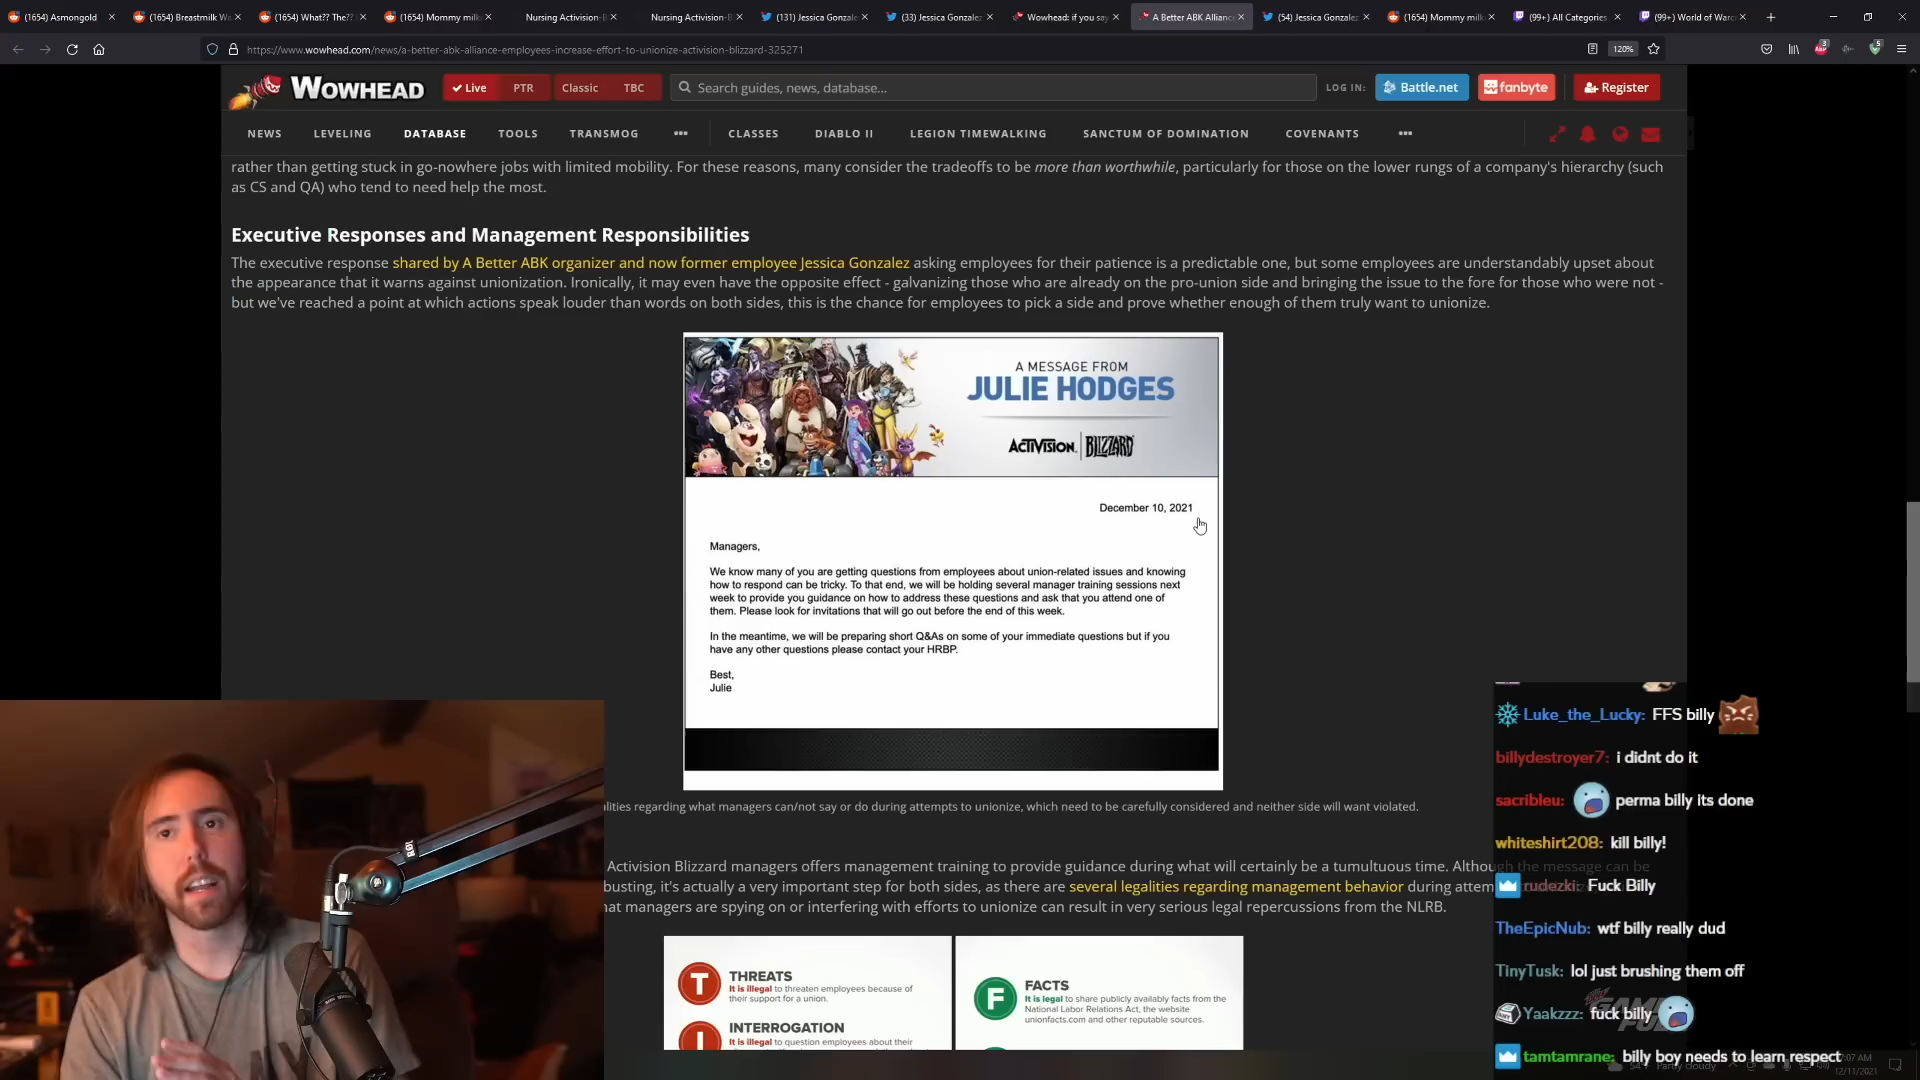 (1654) Asmongold
(1654) Breastmilk Wa
(1654) What?? The??
(1654) Mommy milk
Nursing Activision-B
Nursing Activision-B
(131) Jessica Gonzale
(33) Jessica Gonzalez
Wowhead: if you say
A Better ABK Alliance
(54) Jessica Gonzalez
(1654) Mommy milk
(99+) All Categories
(99+) World of Warc
https://www.wowhead.com/news/a-better-abk-alliance-employees-increase-effort-to-unionize-activision-blizzard-325271
120%
WOWHEAD
Live
PTR
Classic
TBC
Search guides, news, database...
LOG IN:
Battle.net
fanbyte
Register
NEWS
LEVELING
DATABASE
TOOLS
TRANSMOG
CLASSES
DIABLO II
LEGION TIMEWALKING
SANCTUM OF DOMINATION
COVENANTS
rather than getting stuck in go-nowhere jobs with limited mobility. For these reasons, many consider the tradeoffs to be more than worthwhile, particularly for those on the lower rungs of a company's hierarchy (such
as CS and QA) who tend to need help the most.
Executive Responses and Management Responsibilities
The executive response shared by A Better ABK organizer and now former employee Jessica Gonzalez asking employees for their patience is a predictable one, but some employees are understandably upset about
the appearance that it warns against unionization. Ironically, it may even have the opposite effect - galvanizing those who are already on the pro-union side and bringing the issue to the fore for those who were not -
but we've reached a point at which actions speak louder than words on both sides, this is the chance for employees to pick a side and prove whether enough of them truly want to unionize.
A MESSAGE FROM
JULIE HODGES
ACTIVISION | BLIZZARD
December 10, 2021
Managers,
We know many of you are getting questions from employees about union-related issues and knowing
how to respond can be tricky. To that end, we will be holding several manager training sessions next
week to provide you guidance on how to address these questions and ask that you attend one of
them. Please look for invitations that will go out before the end of this week.
In the meantime, we will be preparing short Q&As on some of your immediate questions but if you
have any other questions please contact your HRBP.
Best,
Julie
alities regarding what managers can/not say or do during attempts to unionize, which need to be carefully considered and neither side will want violated.
Activision Blizzard managers offers management training to provide guidance during what will certainly be a tumultuous time. Although the message can be
busting, it's actually a very important step for both sides, as there are several legalities regarding management behavior during attem
hat managers are spying on or interfering with efforts to unionize can result in very serious legal repercussions from the NLRB.
T
THREATS
It is illegal to threaten employees because of
their support for a union.
I
INTERROGATION
It is illegal to question employees about their
F
FACTS
It is legal to share publicly availably facts from the
National Labor Relations Act, the website
unionfacts.com and other reputable sources.
Luke_the_Lucky: FFS billy
billydestroyer7: i didnt do it
sacribleu: perma billy its done
whiteshirt208: kill billy!
rudezki: Fuck Billy
TheEpicNub: wtf billy really dud
TinyTusk: lol just brushing them off
Yaakzzz: fuck billy
tamtamrane: billy boy needs to learn respect
Partly cloudy
12/11/2021